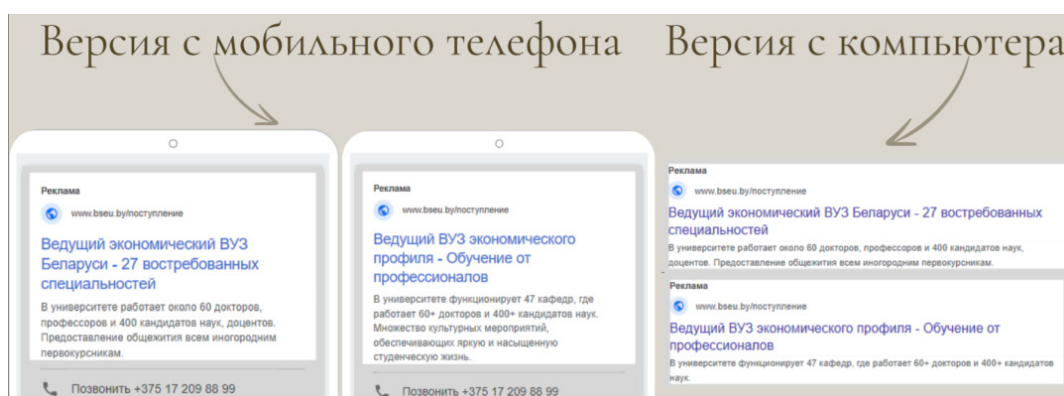 Версия с мобильного телефона
Версия с компьютера
Реклама
www.bseu.by/поступление
Ведущий экономический ВУЗ
Беларуси - 27 востребованных
специальностей
В университете работает около 60 докторов,
профессоров и 400 кандидатов наук, доцентов.
Предоставление общежития всем иногородним
первокурсникам.
Позвонить +375 17 209 88 99
Реклама
www.bseu.by/поступление
Ведущий ВУЗ экономического
профиля - Обучение от
профессионалов
В университете функционирует 47 кафедр, где
работает 60+ докторов и 400+ кандидатов наук.
Множество культурных мероприятий,
обеспечивающих яркую и насыщенную
студенческую жизнь.
Позвонить +375 17 209 88 99
Реклама
www.bseu.by/поступление
Ведущий экономический ВУЗ Беларуси - 27 востребованных
специальностей
В университете работает около 60 докторов, профессоров и 400 кандидатов наук,
доцентов. Предоставление общежития всем иногородним первокурсникам.
Реклама
www.bseu.by/поступление
Ведущий ВУЗ экономического профиля - Обучение от
профессионалов
В университете функционирует 47 кафедр, где работает 60+ докторов и 400+ кандидатов
наук.